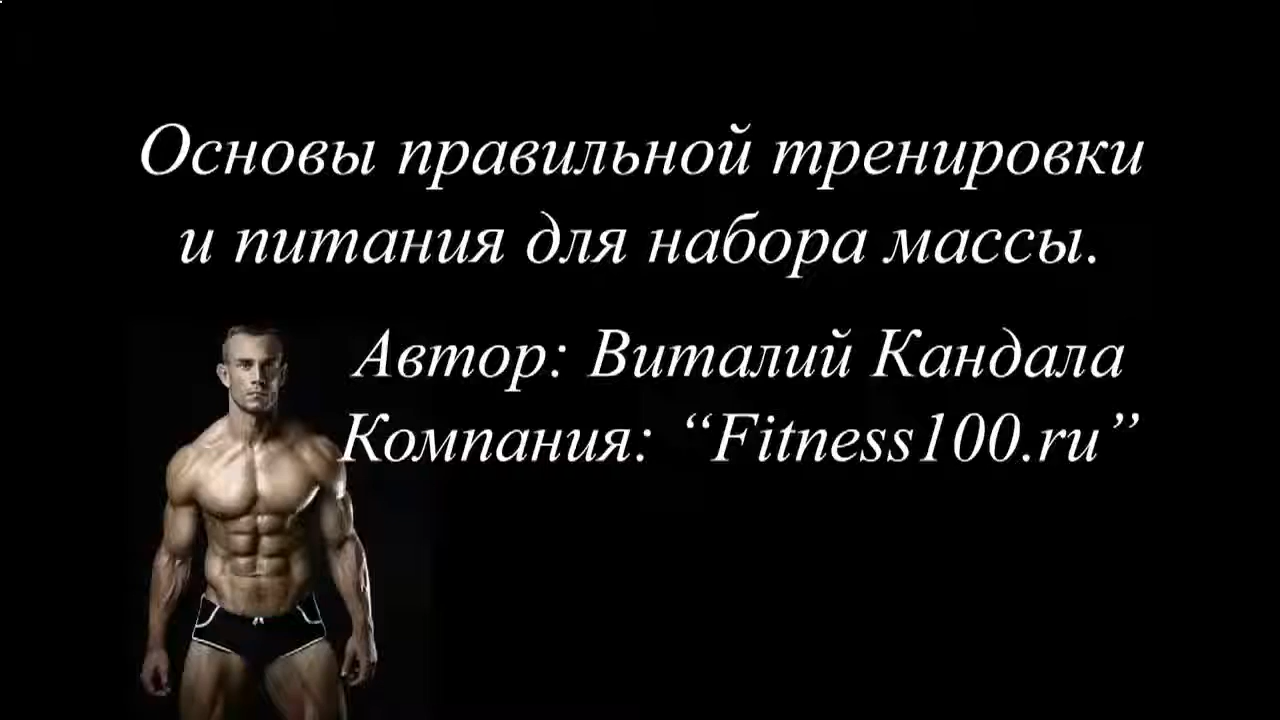 Основы правильной тренировки
и питания для набора массы.
Автор: Виталий Кандала
Компания: “Fitness100.ru”